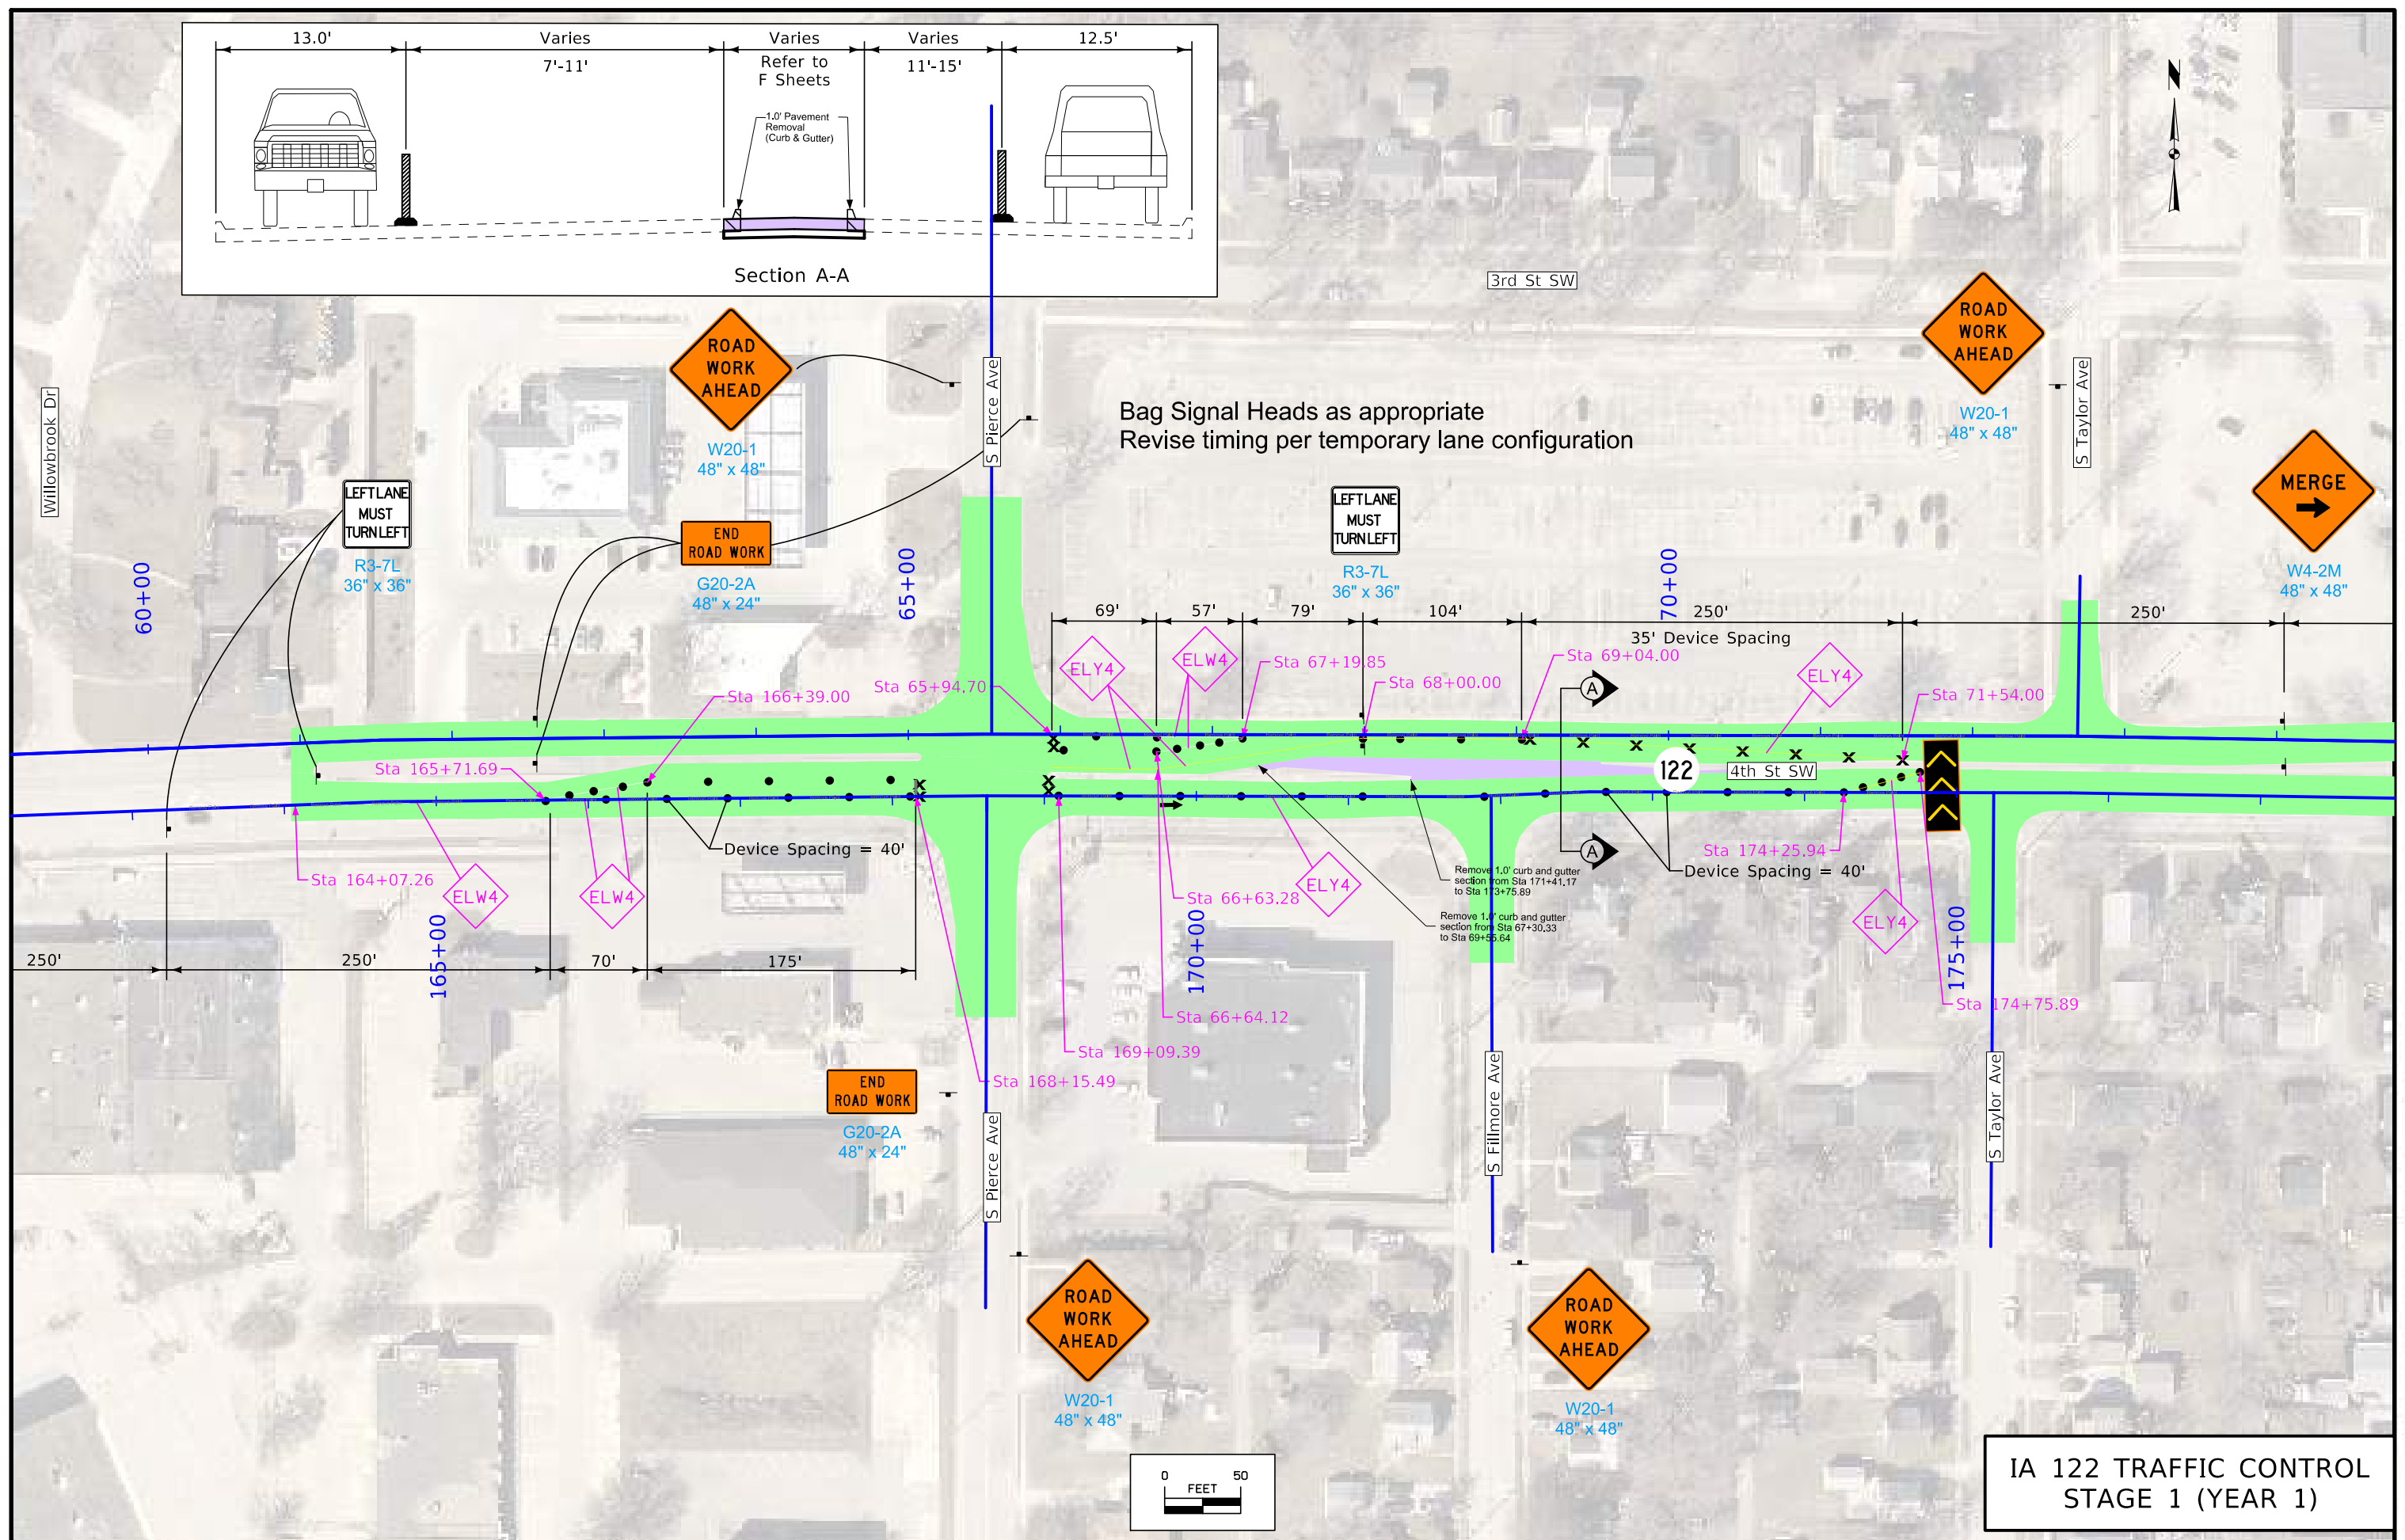 13.0'
Varies
7'-11'
Varies
Refer to
F Sheets
Varies
11'-15'
12.5'
1.0' Pavement
Removal
(Curb & Gutter)
Section A-A
N
3rd St SW
ROAD
WORK
AHEAD
W20-1
48" x 48"
ROAD
WORK
AHEAD
W20-1
48" x 48"
S Pierce Ave
S Taylor Ave
Willowbrook Dr
Bag Signal Heads as appropriate
Revise timing per temporary lane configuration
MERGE
W4-2M
48" x 48"
LEFT LANE
MUST
TURN LEFT
R3-7L
36" x 36"
LEFT LANE
MUST
TURN LEFT
R3-7L
36" x 36"
END
ROAD WORK
G20-2A
48" x 24"
60+00
65+00
70+00
69'
57'
79'
104'
250'
250'
35' Device Spacing
ELY4
ELW4
Sta 67+19.85
Sta 69+04.00
ELY4
Sta 166+39.00
Sta 65+94.70
Sta 68+00.00
A
Sta 71+54.00
Sta 165+71.69
122
4th St SW
Device Spacing = 40'
A
Sta 174+25.94
Device Spacing = 40'
Sta 164+07.26
ELW4
ELW4
Sta 66+63.28
ELY4
Remove 1.0' curb and gutter
section from Sta 171+41.17
to Sta 173+75.89
Remove 1.0' curb and gutter
section from Sta 67+30.33
to Sta 69+55.64
ELY4
165+00
170+00
175+00
250'
250'
70'
175'
Sta 174+75.89
Sta 66+64.12
Sta 169+09.39
Sta 168+15.49
END
ROAD WORK
G20-2A
48" x 24"
S Pierce Ave
S Fillmore Ave
S Taylor Ave
ROAD
WORK
AHEAD
W20-1
48" x 48"
ROAD
WORK
AHEAD
W20-1
48" x 48"
0 50
FEET
IA 122 TRAFFIC CONTROL
STAGE 1 (YEAR 1)